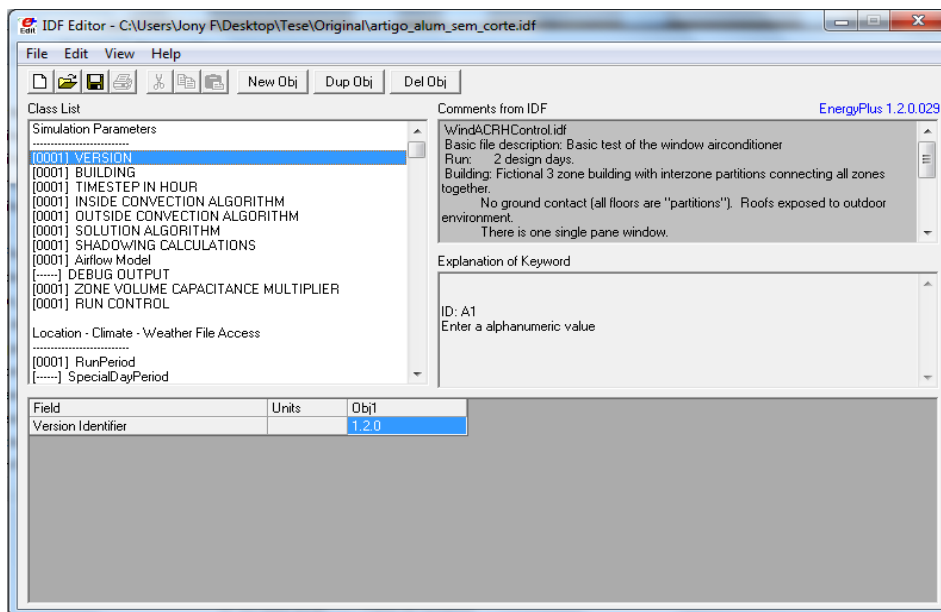 IDF Editor - C:\Users\Jony F\Desktop\Tese\Original\artigo_alum_sem_corte.idf
File Edit View Help
New Obj Dup Obj Del Obj
Class List
Simulation Parameters
-------------------------
[0001] VERSION
[0001] BUILDING
[0001] TIMESTEP IN HOUR
[0001] INSIDE CONVECTION ALGORITHM
[0001] OUTSIDE CONVECTION ALGORITHM
[0001] SOLUTION ALGORITHM
[0001] SHADOWING CALCULATIONS
[0001] Airflow Model
[------] DEBUG OUTPUT
[0001] ZONE VOLUME CAPACITANCE MULTIPLIER
[0001] RUN CONTROL
Location - Climate - Weather File Access
-------------------------
[0001] RunPeriod
[------] SpecialDayPeriod
Comments from IDF EnergyPlus 1.2.0.029
WindACRHControl.idf
Basic file description: Basic test of the window airconditioner
Run: 2 design days.
Building: Fictional 3 zone building with interzone partitions connecting all zones
together.
No ground contact (all floors are "partitions"). Roofs exposed to outdoor
environment.
There is one single pane window.
Explanation of Keyword
ID: A1
Enter a alphanumeric value
Field Units Obj1
Version Identifier 1.2.0